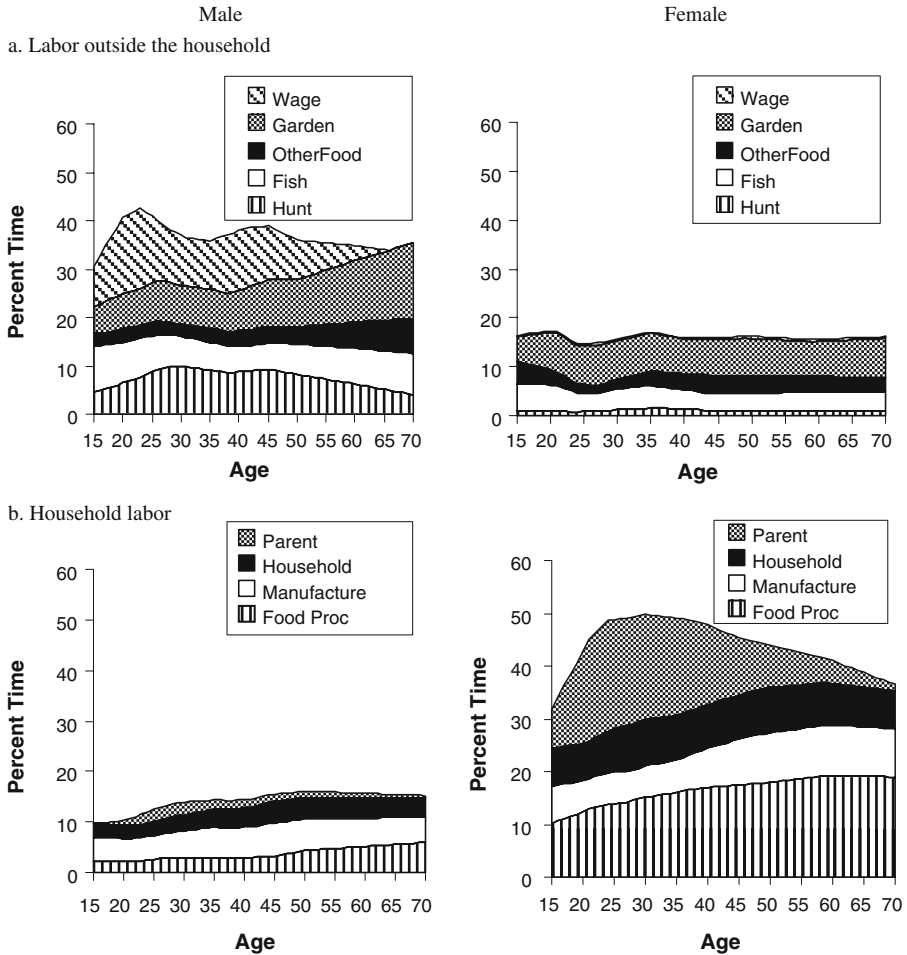 Male
Female
a. Labor outside the household
Wage
Garden
OtherFood
Fish
Hunt
60
50
40
30
20
10
0
Percent Time
15 20 25 30 35 40 45 50 55 60 65 70
Age
Wage
Garden
OtherFood
Fish
Hunt
60
50
40
30
20
10
0
Percent Time
15 20 25 30 35 40 45 50 55 60 65 70
Age
b. Household labor
Parent
Household
Manufacture
Food Proc
60
50
40
30
20
10
0
Percent Time
15 20 25 30 35 40 45 50 55 60 65 70
Age
Parent
Household
Manufacture
Food Proc
60
50
40
30
20
10
0
Percent Time
15 20 25 30 35 40 45 50 55 60 65 70
Age